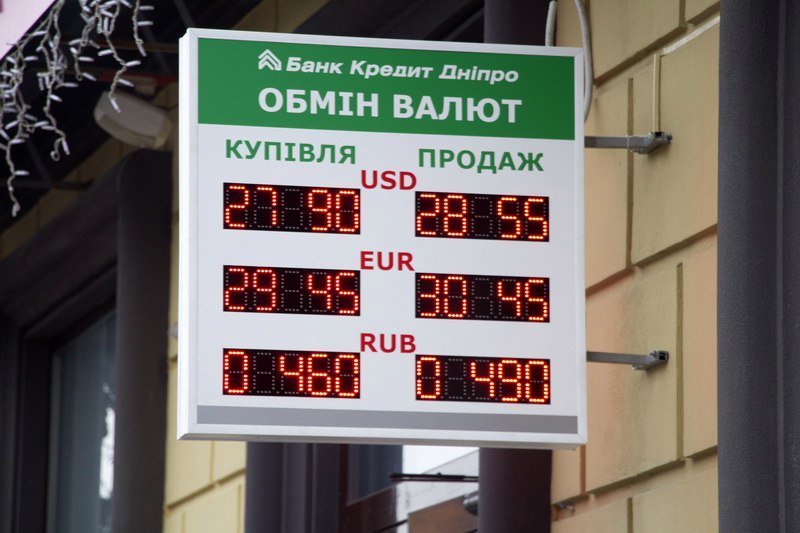 Банк Кредит Дніпро
ОБМІН ВАЛЮТ
КУПІВЛЯ ПРОДАЖ
USD
27 90 28 55
EUR
29 45 30 45
RUB
0 460 0 490